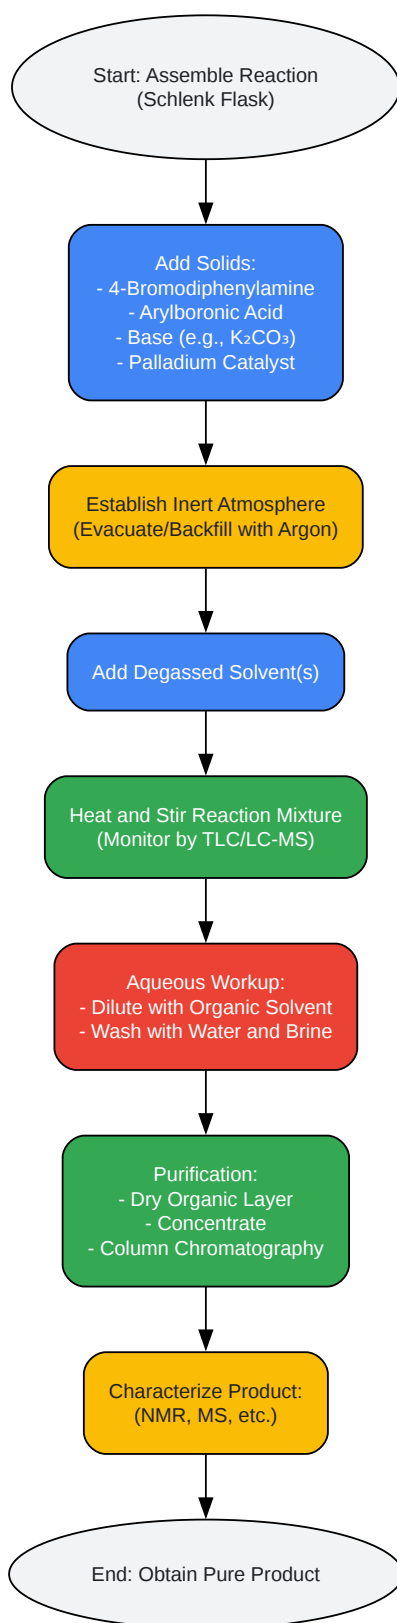 Start: Assemble Reaction
(Schlenk Flask)
Add Solids:
- 4-Bromodiphenylamine
- Arylboronic Acid
- Base (e.g., K₂CO₃)
- Palladium Catalyst
Establish Inert Atmosphere
(Evacuate/Backfill with Argon)
Add Degassed Solvent(s)
Heat and Stir Reaction Mixture
(Monitor by TLC/LC-MS)
Aqueous Workup:
- Dilute with Organic Solvent
- Wash with Water and Brine
Purification:
- Dry Organic Layer
- Concentrate
- Column Chromatography
Characterize Product:
(NMR, MS, etc.)
End: Obtain Pure Product